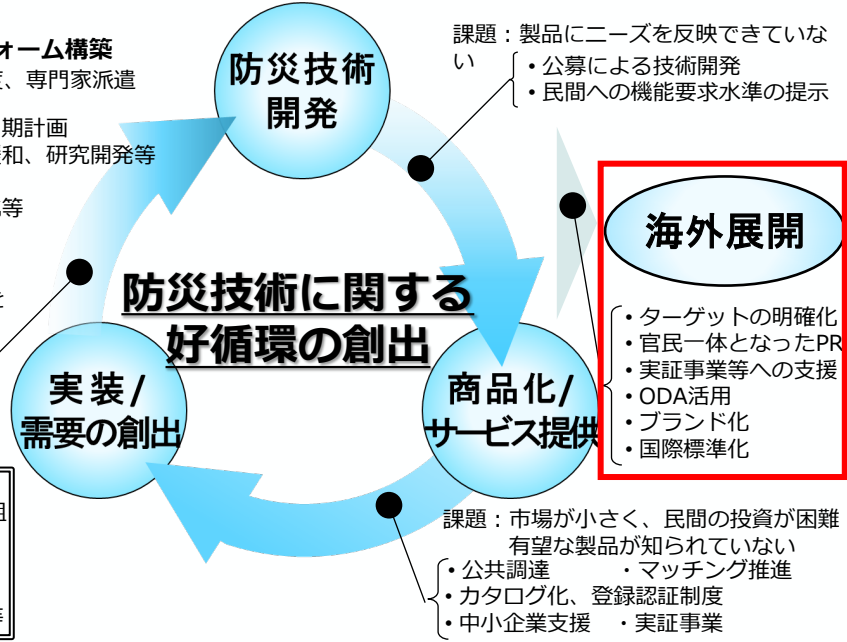 ォーム構築
、専門家派遣
期計画
和、研究開発等
等
防災技術
開発
課題：製品にニーズを反映できていな
い
・公募による技術開発
・民間への機能要求水準の提示
海外展開
・ターゲットの明確化
・官民一体となったPR
・実証事業等への支援
・ODA活用
・ブランド化
・国際標準化
防災技術に関する
好循環の創出
実装/
需要の創出
商品化/
サービス提供
課題：市場が小さく、民間の投資が困難
有望な製品が知られていない
・公共調達　・マッチング推進
・カタログ化、登録認証制度
・中小企業支援　・実証事業